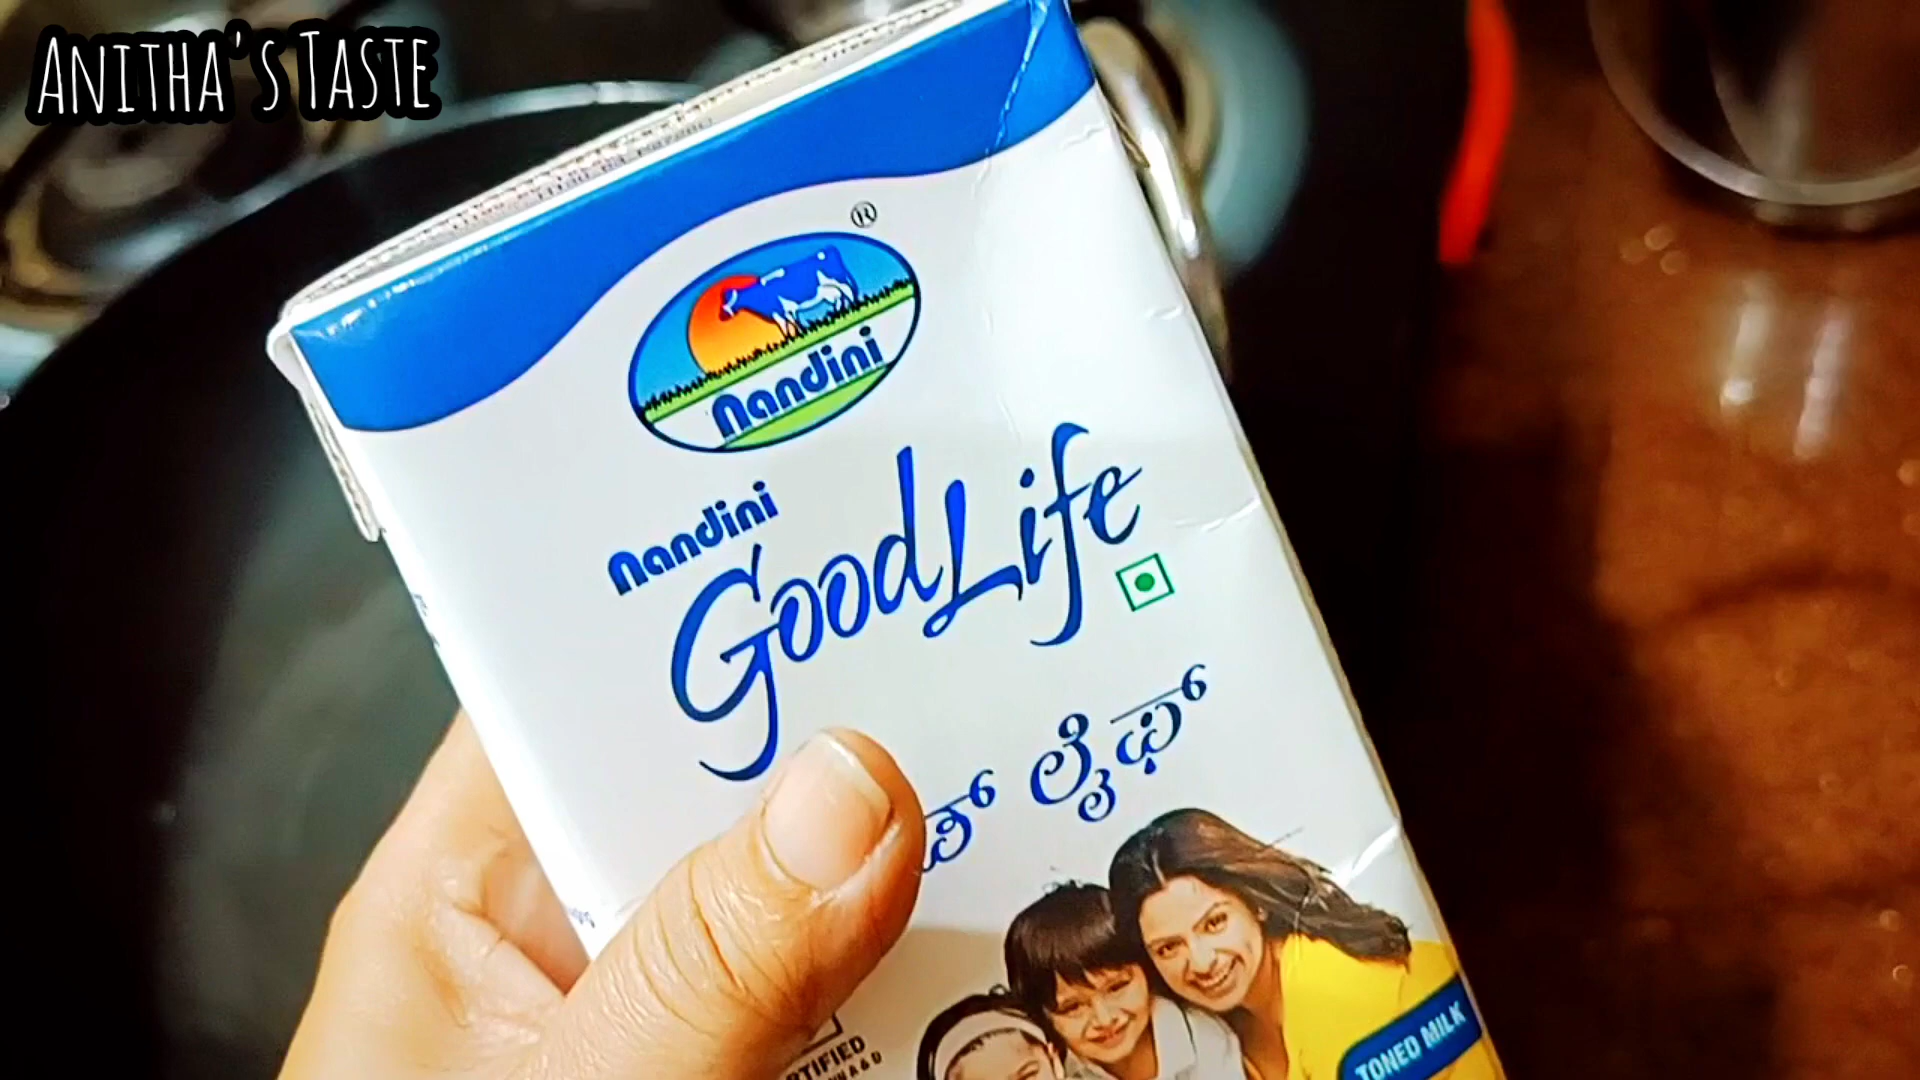 ANITHA'S TASTE
®
Nandini
Nandini
GoodLife
ಲೈಫ್
TONED MILK